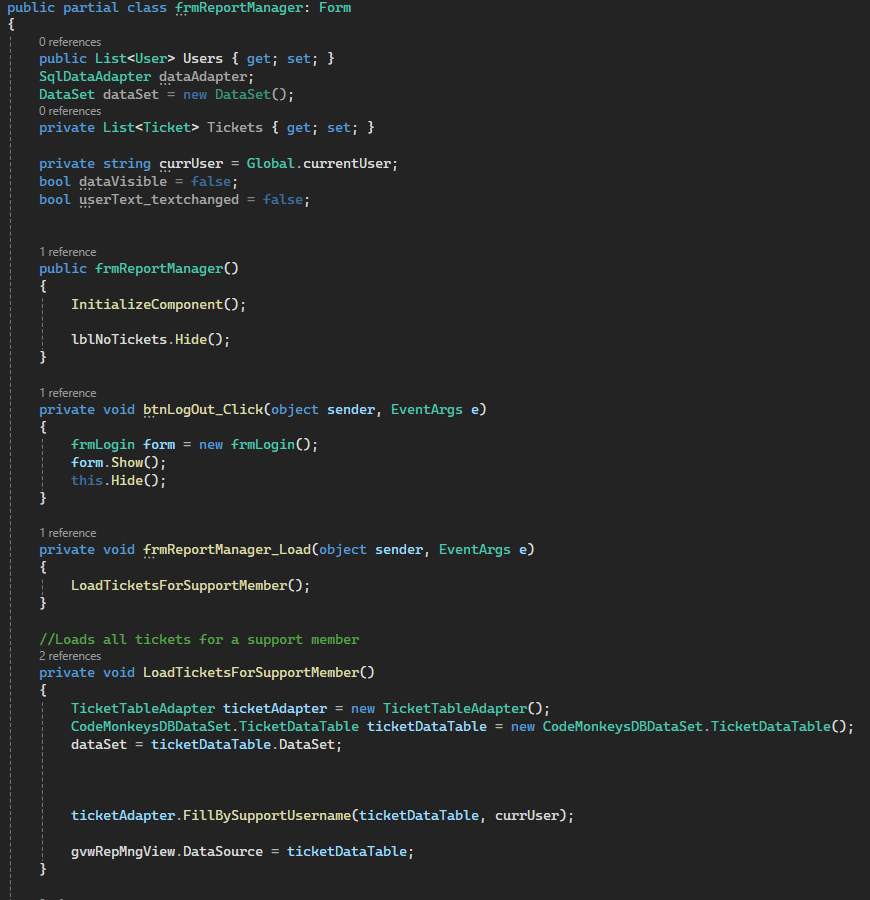 public partial class frmReportManager: Form
{
0 references
public List<User> Users { get; set; }
SqlDataAdapter dataAdapter;
DataSet dataSet = new DataSet();
0 references
private List<Ticket> Tickets { get; set; }
private string currUser = Global.currentUser;
bool dataVisible = false;
bool userText_textchanged = false;
1 reference
public frmReportManager()
{
InitializeComponent();
lblNoTickets.Hide();
}
1 reference
private void btnLogOut_Click(object sender, EventArgs e)
{
frmLogin form = new frmLogin();
form.Show();
this.Hide();
}
1 reference
private void frmReportManager_Load(object sender, EventArgs e)
{
LoadTicketsForSupportMember();
}
//Loads all tickets for a support member
2 references
private void LoadTicketsForSupportMember()
{
TicketTableAdapter ticketAdapter = new TicketTableAdapter();
CodeMonkeysDBDataSet.TicketDataTable ticketDataTable = new CodeMonkeysDBDataSet.TicketDataTable();
dataSet = ticketDataTable.DataSet;
ticketAdapter.FillBySupportUsername(ticketDataTable, currUser);
gvwRepMngView.DataSource = ticketDataTable;
}